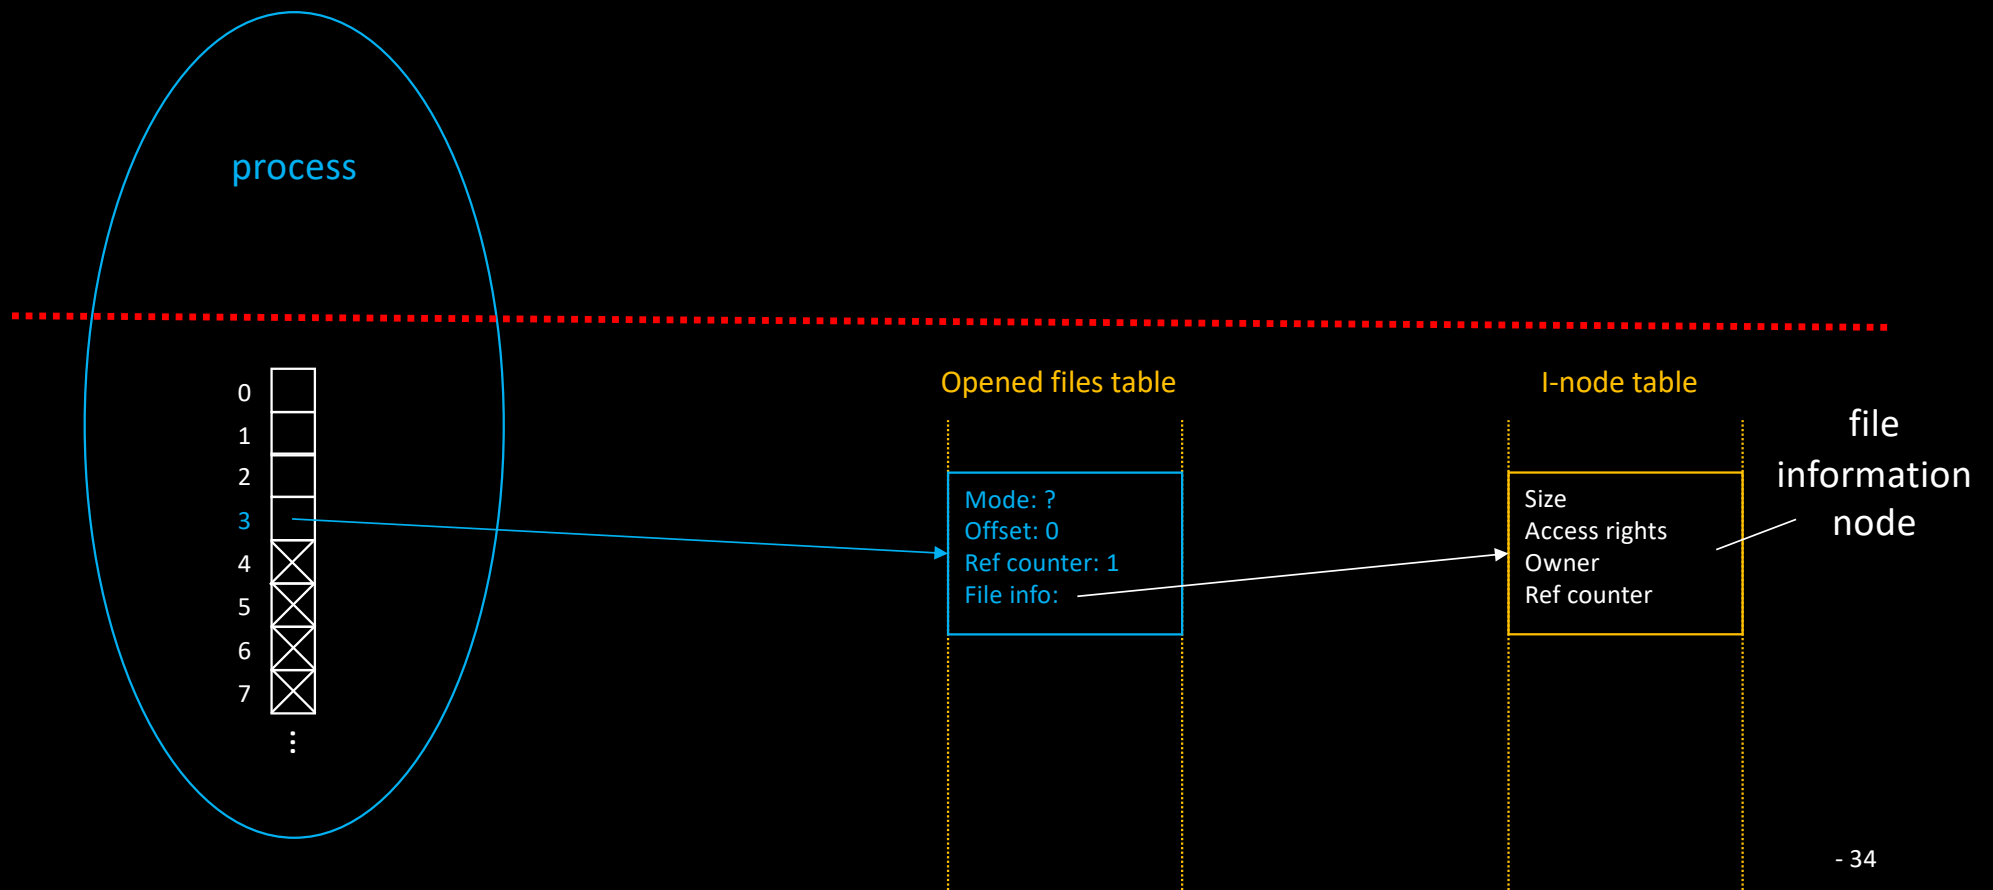 process
0
1
2
3
4
5
6
7
...
Opened files table
Mode: ?
Offset: 0
Ref counter: 1
File info:
I-node table
Size
Access rights
Owner
Ref counter
file
information
node
- 34